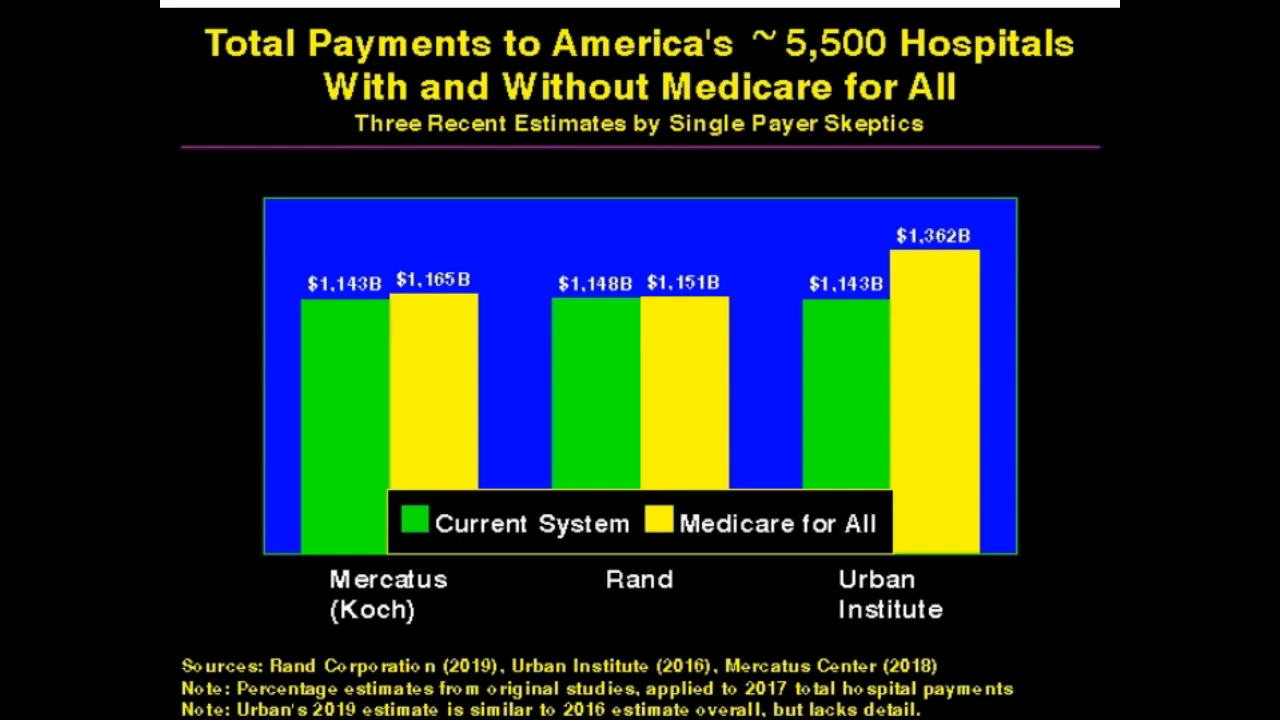 Total Payments to America's ~5,500 Hospitals
With and Without Medicare for All
Three Recent Estimates by Single Payer Skeptics
$1,143B $1,165B $1,148B $1,151B $1,143B $1,362B
Current System Medicare for All
Mercatus (Koch)
Rand
Urban Institute
Sources: Rand Corporation (2019), Urban Institute (2016), Mercatus Center (2018)
Note: Percentage estimates from original studies, applied to 2017 total hospital payments
Note: Urban's 2019 estimate is similar to 2016 estimate overall, but lacks detail.